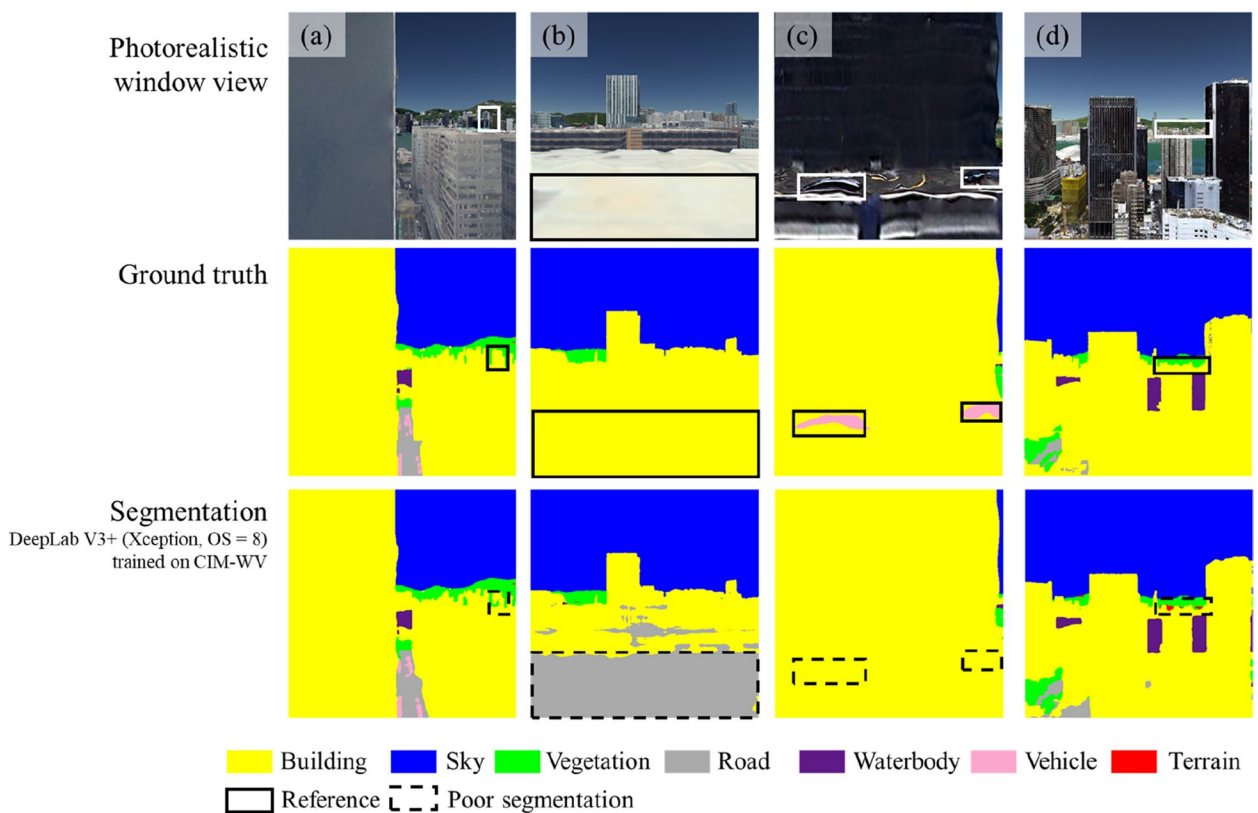 Photorealistic
window view
(a)
(b)
(c)
(d)
Ground truth
Segmentation
DeepLab V3+ (Xception, OS = 8)
trained on CIM-WV
Building
Sky
Vegetation
Road
Waterbody
Vehicle
Terrain
Reference
Poor segmentation